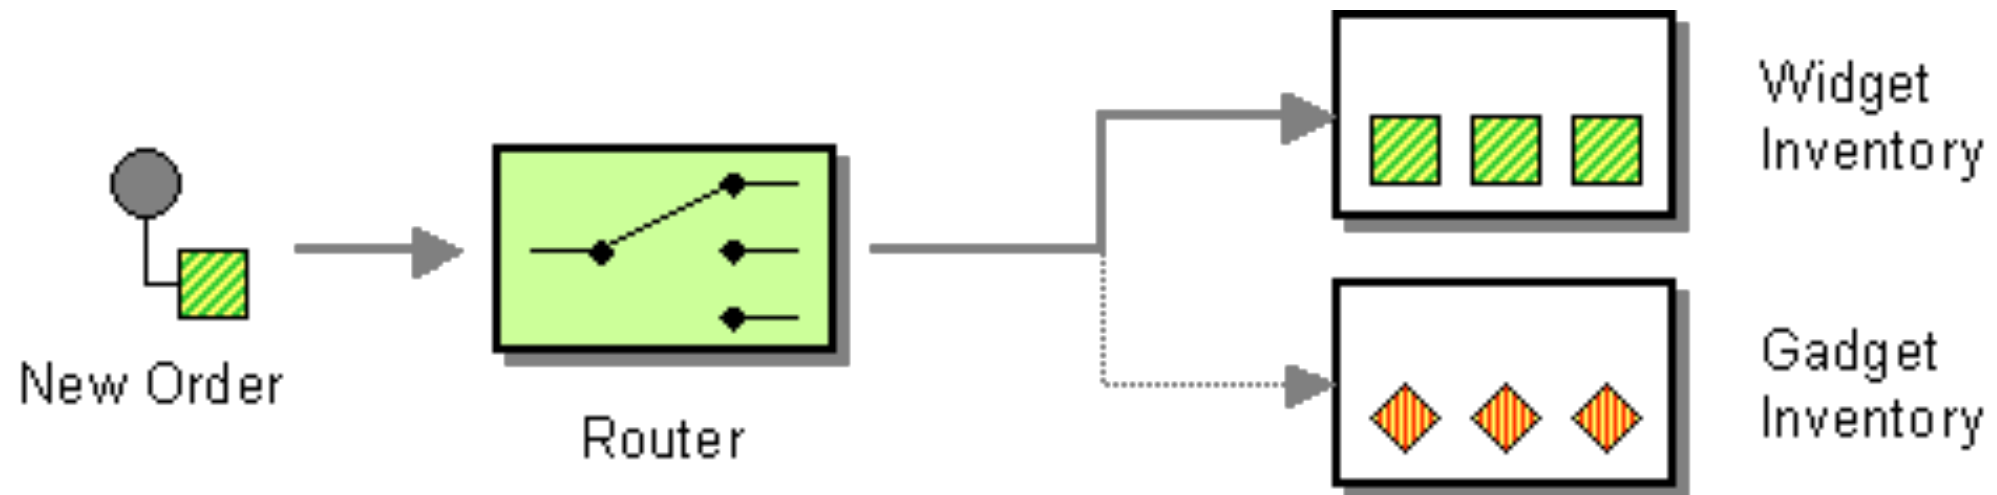 New Order
Router
Widget
Inventory
Gadget
Inventory